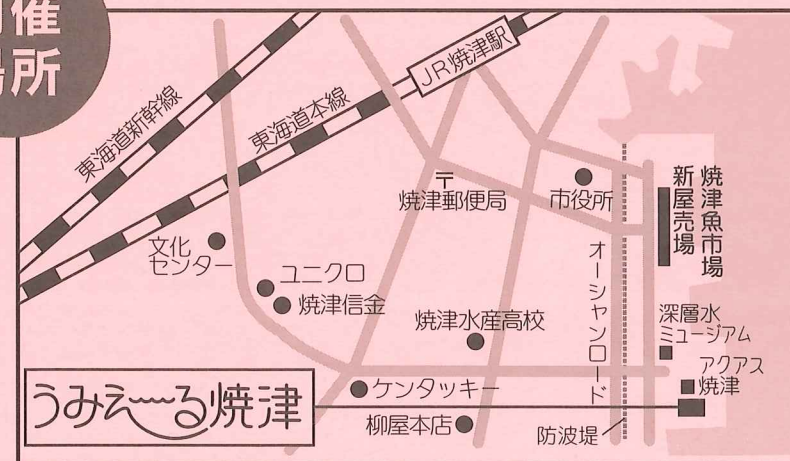 開催
場所
東海道新幹線
東海道本線
JR焼津駅
〒
焼津郵便局
市役所
焼津魚市場
新屋売場
文化
センター
ユニクロ
焼津信金
オーシャンロード
焼津水産高校
深層水
ミュージアム
アクアス
焼津
うみえ〜る焼津
ケンタッキー
柳屋本店
防波堤